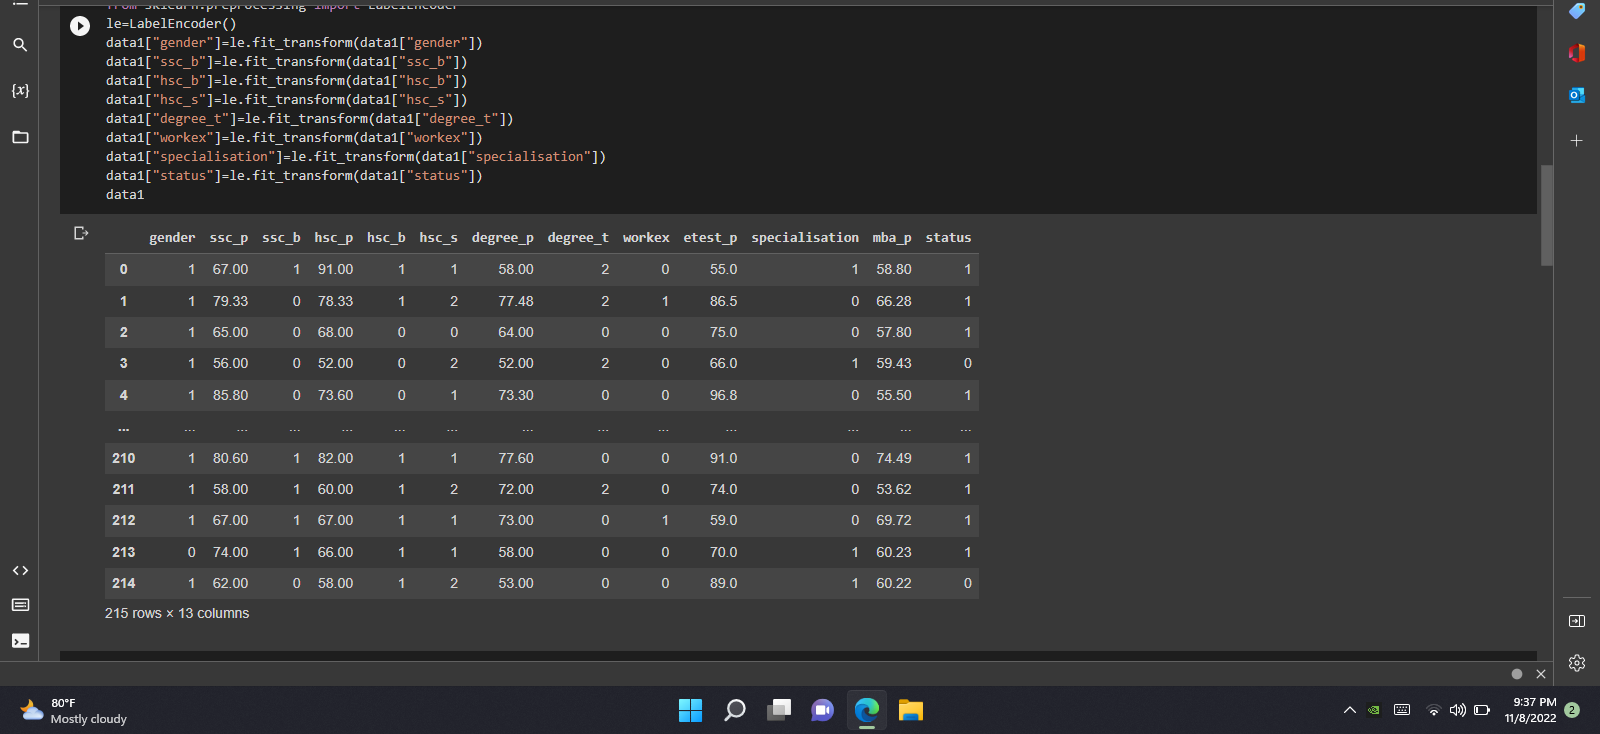 from sklearn.preprocessing import LabelEncoder
le=LabelEncoder()
data1["gender"]=le.fit_transform(data1["gender"])
data1["ssc_b"]=le.fit_transform(data1["ssc_b"])
data1["hsc_b"]=le.fit_transform(data1["hsc_b"])
data1["hsc_s"]=le.fit_transform(data1["hsc_s"])
data1["degree_t"]=le.fit_transform(data1["degree_t"])
data1["workex"]=le.fit_transform(data1["workex"])
data1["specialisation"]=le.fit_transform(data1["specialisation"])
data1["status"]=le.fit_transform(data1["status"])
data1
gender ssc_p ssc_b hsc_p hsc_b hsc_s degree_p degree_t workex etest_p specialisation mba_p status
0 1 67.00 1 91.00 1 1 58.00 2 0 55.0 1 58.80 1
1 1 79.33 0 78.33 1 2 77.48 2 1 86.5 0 66.28 1
2 1 65.00 0 68.00 0 0 64.00 2 0 75.0 0 57.80 1
3 1 56.00 0 52.00 0 2 52.00 2 0 66.0 1 59.43 0
4 1 85.80 0 73.60 0 1 73.30 0 0 96.8 0 55.50 1
... ... ... ... ... ... ... ... ... ... ... ... ... ...
210 1 80.60 1 82.00 1 1 77.60 0 0 91.0 0 74.49 1
211 1 58.00 1 60.00 1 2 72.00 2 0 74.0 0 53.62 1
212 1 67.00 1 67.00 1 1 73.00 0 1 59.0 0 69.72 1
213 0 74.00 1 66.00 1 1 58.00 0 0 70.0 1 60.23 1
214 1 62.00 0 58.00 1 2 53.00 0 0 89.0 1 60.22 0
215 rows × 13 columns
80°F
Mostly cloudy
9:37 PM
11/8/2022
2